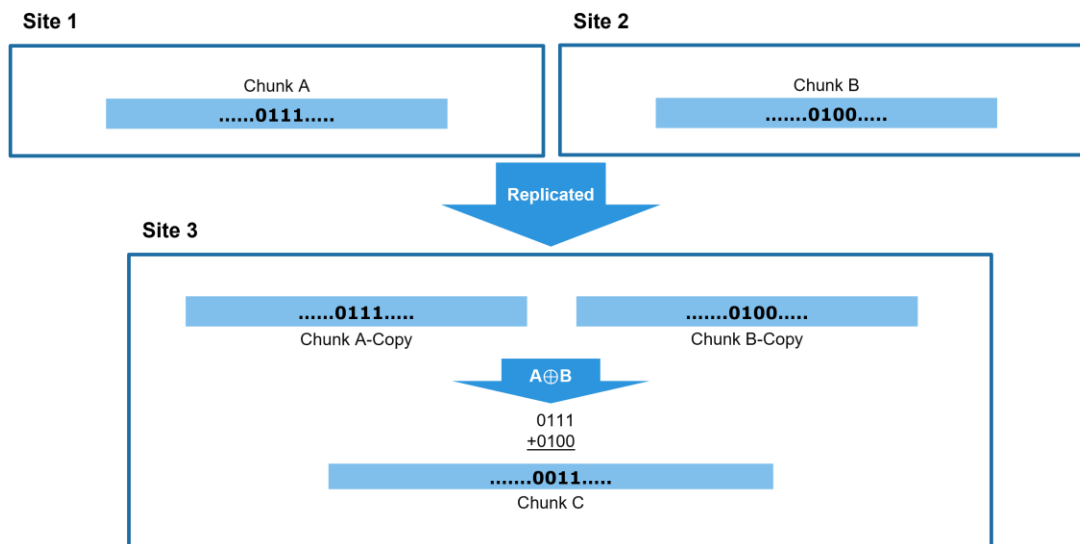 Site 1
Site 2
Chunk A
Chunk B
......0111.....
.......0100.....
Replicated
Site 3
......0111.....
.......0100.....
Chunk A-Copy
Chunk B-Copy
A⊕B
0111
+0100
.......0011.....
Chunk C